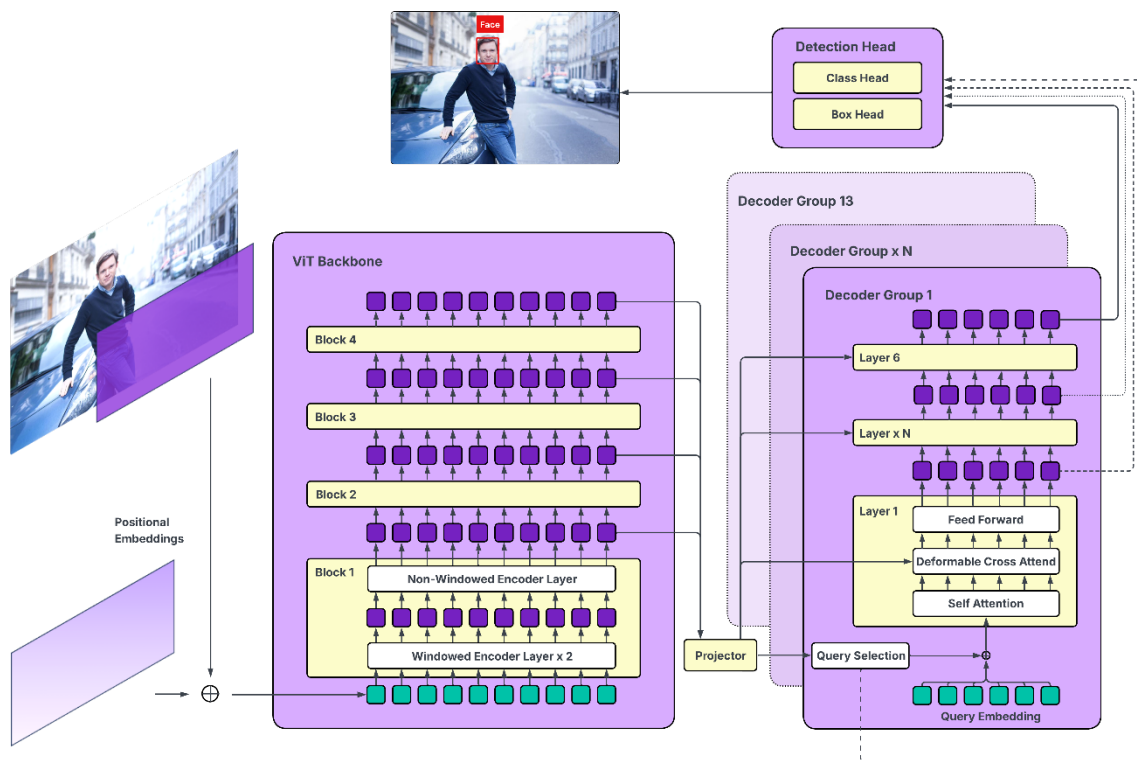 Face
Detection Head
Class Head
Box Head
Decoder Group 13
Decoder Group x N
Decoder Group 1
ViT Backbone
Block 4
Block 3
Block 2
Block 1
Non-Windowed Encoder Layer
Windowed Encoder Layer x 2
Positional
Embeddings
Layer 6
Layer x N
Layer 1
Feed Forward
Deformable Cross Attend
Self Attention
Projector
Query Selection
Query Embedding